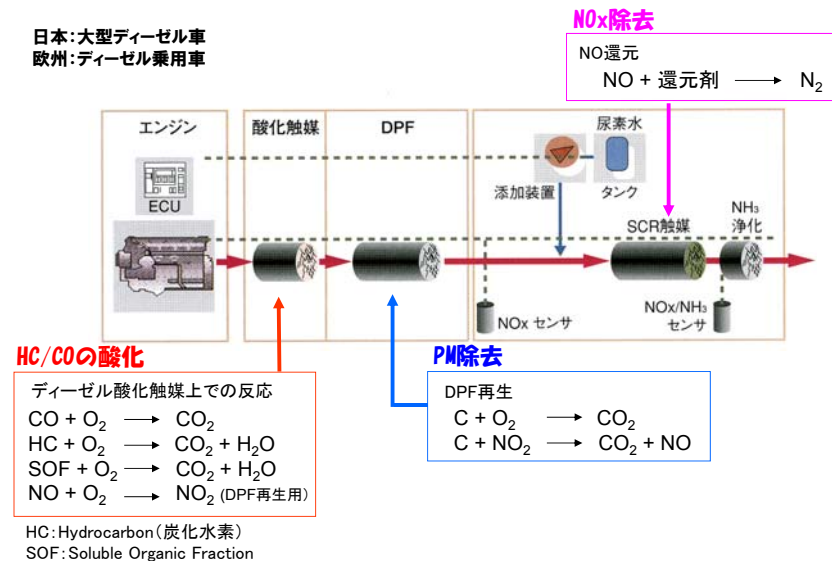 日本:大型ディーゼル車
欧州:ディーゼル乗用車
NOx除去
NO還元
NO + 還元剤 → N₂
エンジン
酸化触媒
DPF
尿素水
ECU
添加装置
タンク
SCR触媒
NH₃
浄化
NOx センサ
NOx/NH₃
センサ
HC/COの酸化
ディーゼル酸化触媒上での反応
CO + O₂ → CO₂
HC + O₂ → CO₂ + H₂O
SOF + O₂ → CO₂ + H₂O
NO + O₂ → NO₂ (DPF再生用)
PM除去
DPF再生
C + O₂ → CO₂
C + NO₂ → CO₂ + NO
HC:Hydrocarbon(炭化水素)
SOF:Soluble Organic Fraction